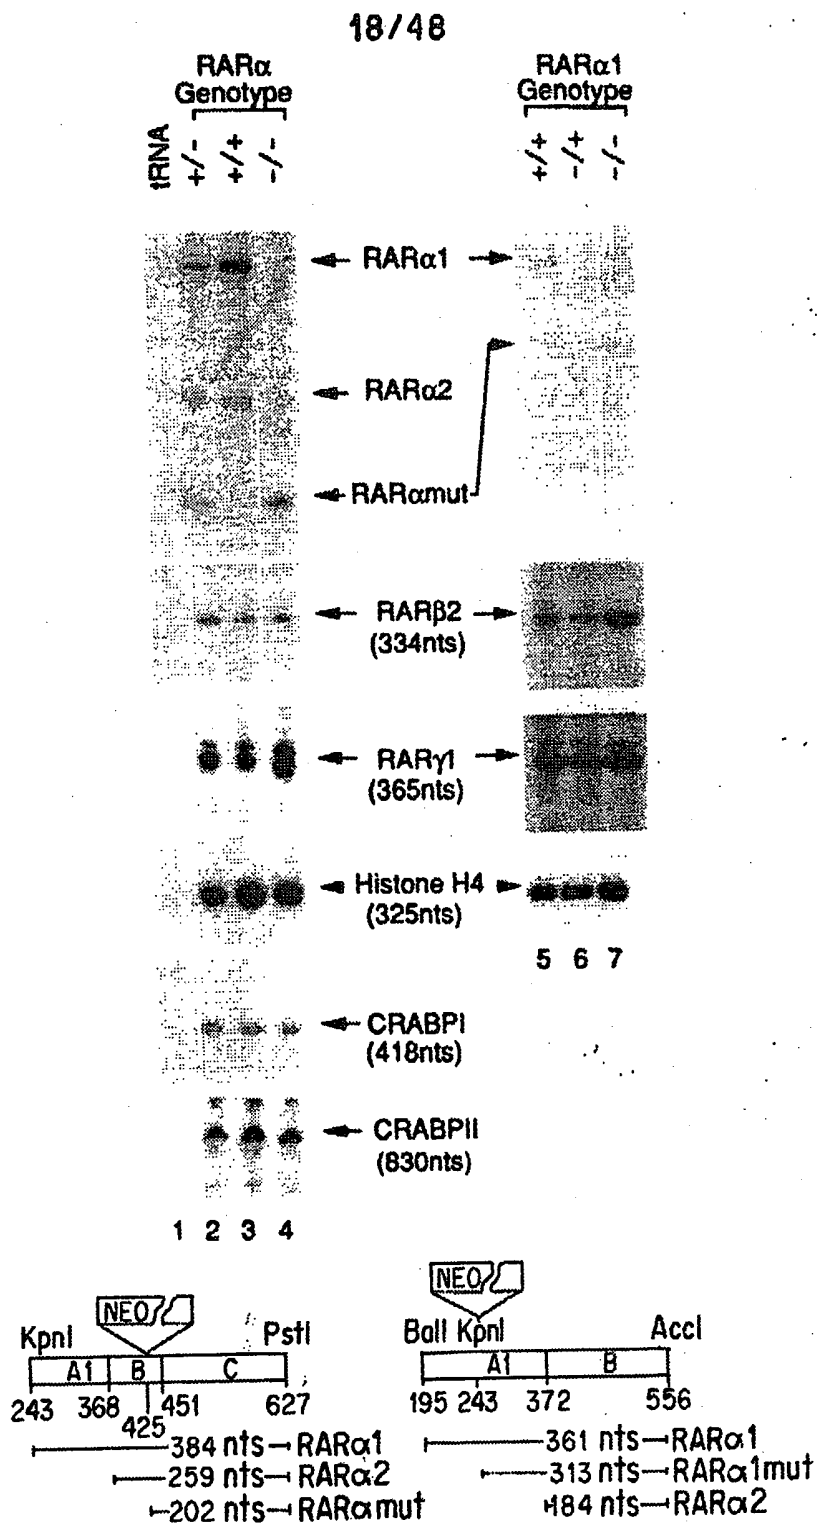 18/48
RARα
Genotype
RARα1
Genotype
tRNA
+/-
+/+
-/-
+/+
-/+
-/-
RARα1
RARα2
RARαmut
RARβ2
(334nts)
RARγ1
(365nts)
Histone H4
(325nts)
5 6 7
CRABPI
(418nts)
CRABPII
(830nts)
1 2 3 4
NEO
KpnI PstI
A1 B C
243 368 451 627
425
384 nts RARα1
259 nts RARα2
202 nts RARαmut
NEO
BalI KpnI AccI
A1 B
195 243 372 556
361 nts RARα1
313 nts RARα1mut
184 nts RARα2